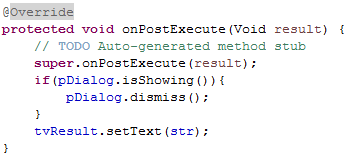 @Override
protected void onPostExecute(Void result) {
    // TODO Auto-generated method stub
    super.onPostExecute(result);
    if(pDialog.isShowing()){
        pDialog.dismiss();
    }
    tvResult.setText(str);
}